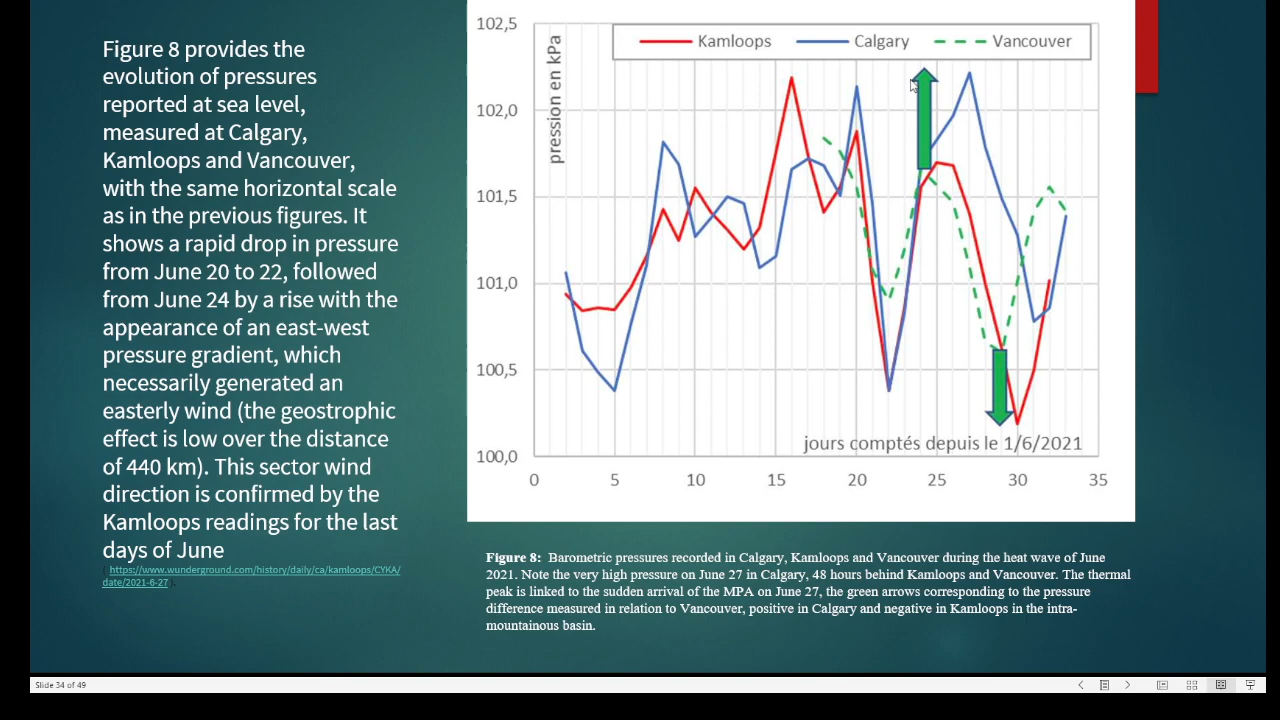 Figure 8 provides the
evolution of pressures
reported at sea level,
measured at Calgary,
Kamloops and Vancouver,
with the same horizontal scale
as in the previous figures. It
shows a rapid drop in pressure
from June 20 to 22, followed
from June 24 by a rise with the
appearance of an east-west
pressure gradient, which
necessarily generated an
easterly wind (the geostrophic
effect is low over the distance
of 440 km). This sector wind
direction is confirmed by the
Kamloops readings for the last
days of June
( https://www.wunderground.com/history/daily/ca/kamloops/CYKA/
date/2021-6-27 ).
Kamloops Calgary Vancouver
pression en kPa
102,5
102,0
101,5
101,0
100,5
100,0
jours comptés depuis le 1/6/2021
0 5 10 15 20 25 30 35
Figure 8: Barometric pressures recorded in Calgary, Kamloops and Vancouver during the heat wave of June
2021. Note the very high pressure on June 27 in Calgary, 48 hours behind Kamloops and Vancouver. The thermal
peak is linked to the sudden arrival of the MPA on June 27, the green arrows corresponding to the pressure
difference measured in relation to Vancouver, positive in Calgary and negative in Kamloops in the intra-
mountainous basin.
Slide 34 of 49